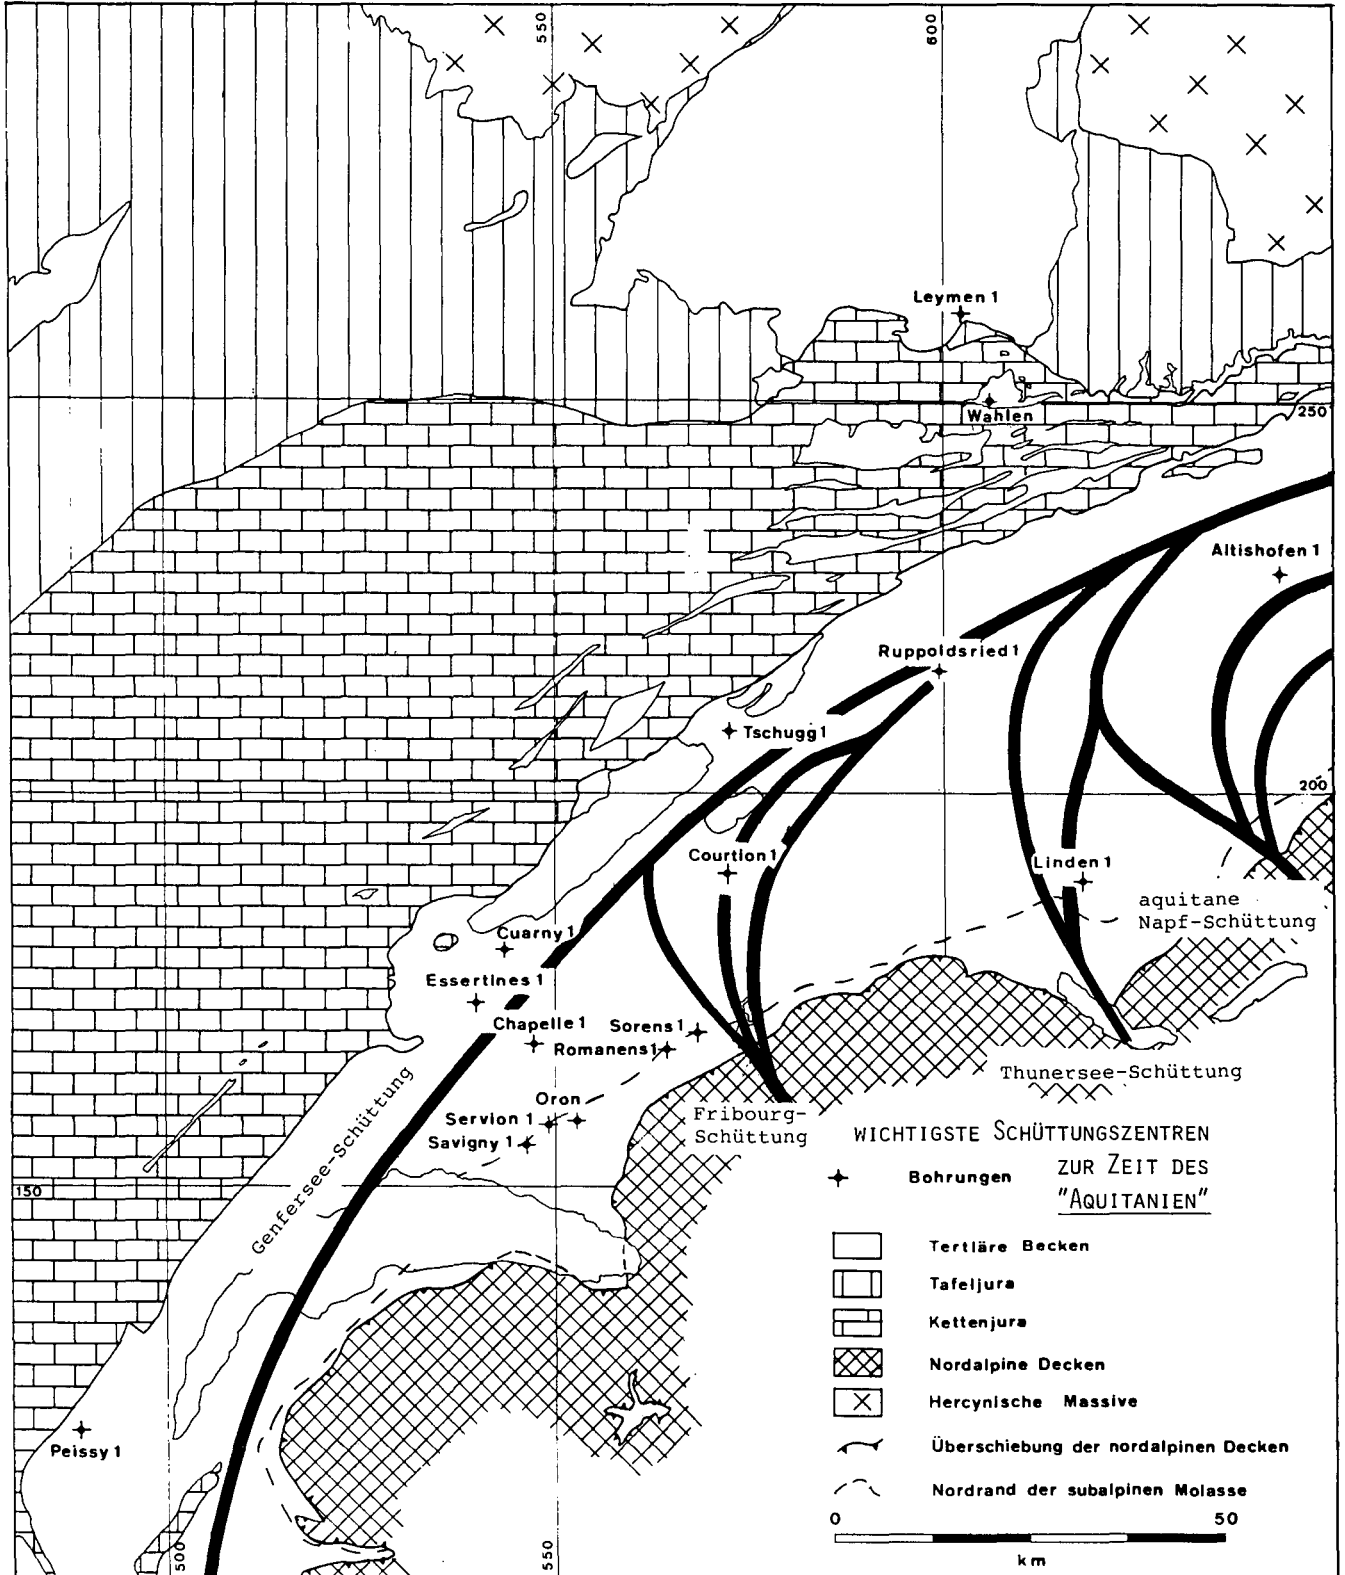 550
600
Leymen 1
Wahlen
250
Altishofen 1
Ruppoldsried 1
Tschugg 1
200
Courtion 1
Linden 1
aquitane
Napf-Schüttung
Cuarny 1
Essertines 1
Chapelle 1
Sorens 1
Romanens 1
Thunersee-Schüttung
Oron
Servion 1
Savigny 1
Fribourg-
Schüttung
Genfersee-Schüttung
150
WICHTIGSTE SCHÜTTUNGSZENTREN
ZUR ZEIT DES
"AQUITANIEN"
Bohrungen
Tertiäre Becken
Tafeljura
Kettenjura
Nordalpine Decken
Hercynische Massive
Überschiebung der nordalpinen Decken
Nordrand der subalpinen Molasse
Peissy 1
0 50
km
500
550